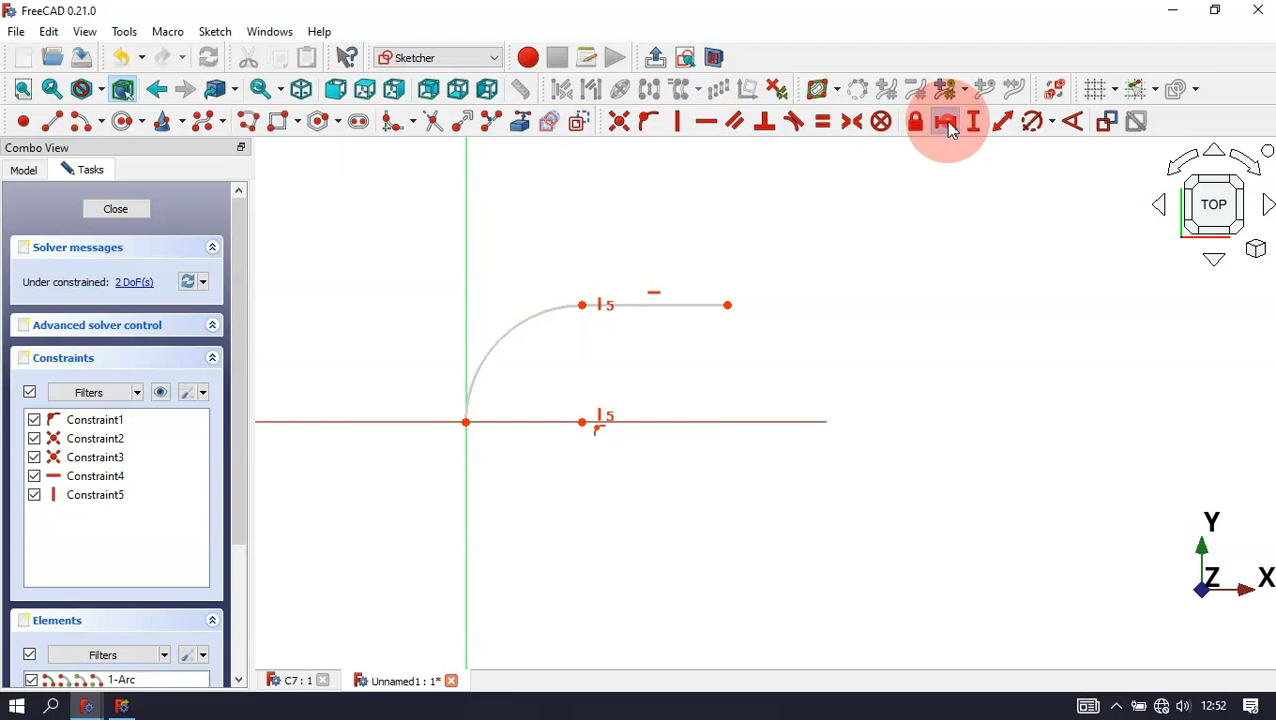 FreeCAD 0.21.0
File Edit View Tools Macro Sketch Windows Help
Sketcher
Combo View
Model Tasks
Close
Solver messages
Under constrained: 2 DoF(s)
Advanced solver control
Constraints
Filters
Constraint1
Constraint2
Constraint3
Constraint4
Constraint5
Elements
Filters
1-Arc
5
5
TOP
Y
Z X
C7 : 1
Unnamed1 : 1*
12:52